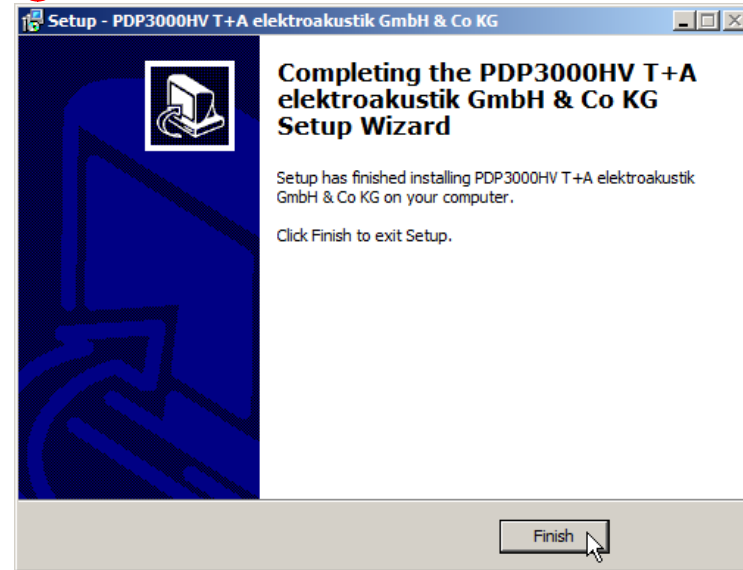 Setup - PDP3000HV T+A elektroakustik GmbH & Co KG
Completing the PDP3000HV T+A
elektroakustik GmbH & Co KG
Setup Wizard
Setup has finished installing PDP3000HV T+A elektroakustik
GmbH & Co KG on your computer.
Click Finish to exit Setup.
Finish